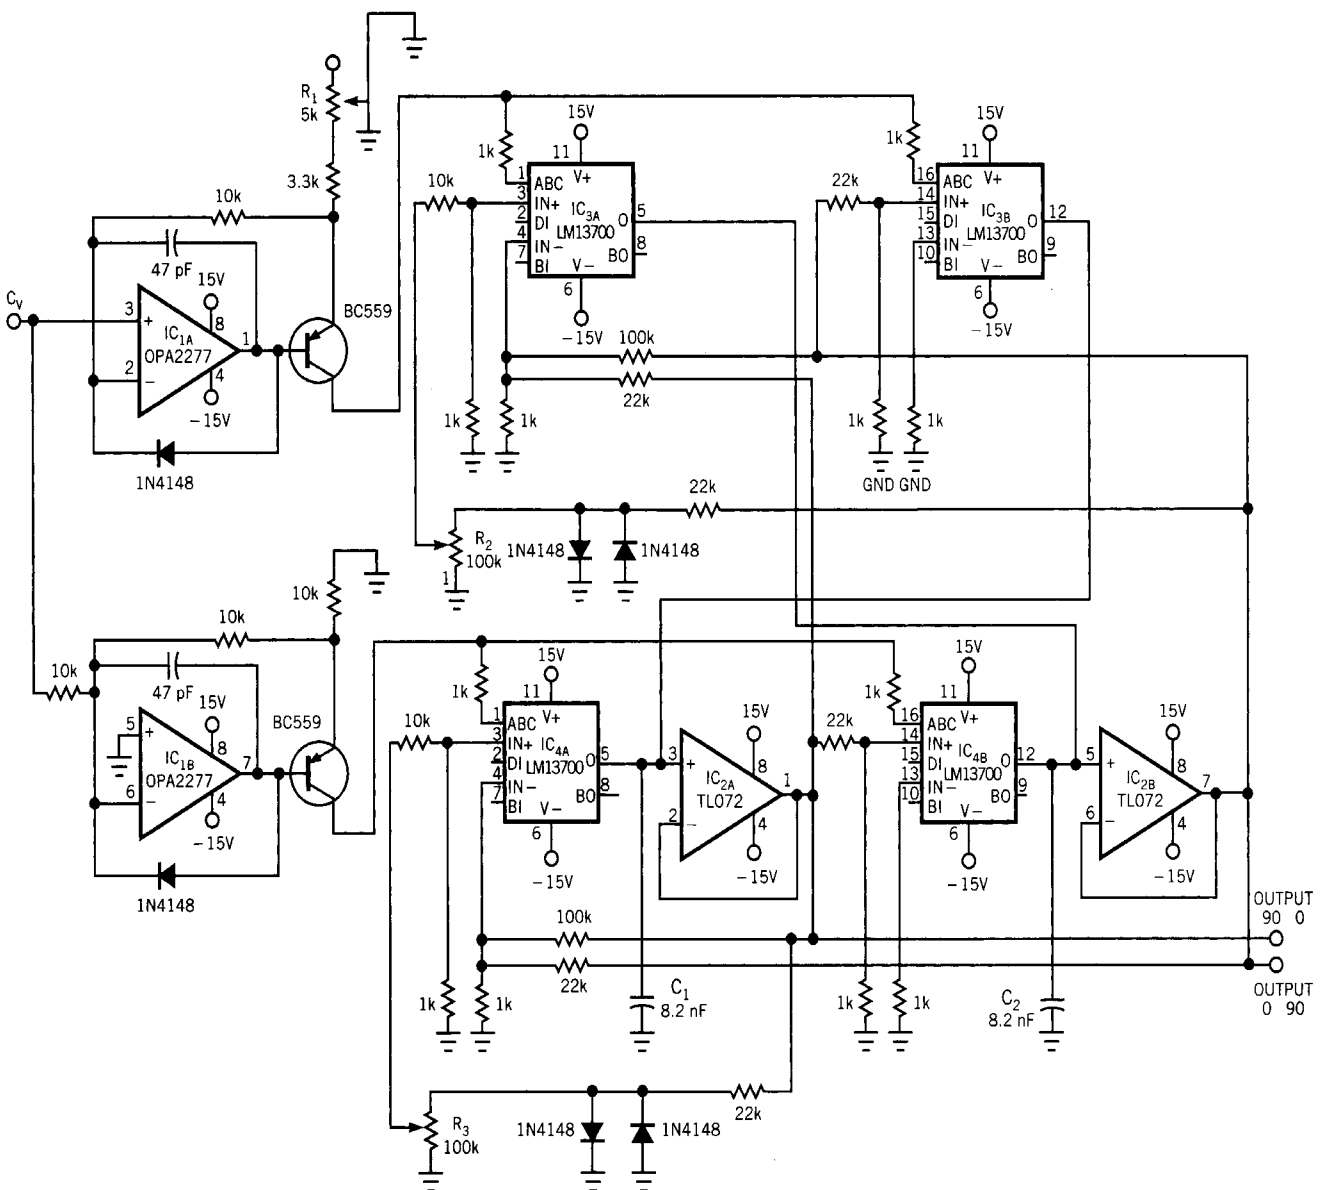 R1
5k
3.3k
10k
47 pF
15V
CV
3
+
IC1A
OPA2277
8
1
2
–
4
–15V
1N4148
BC559
1k
10k
15V
11
1
ABC
V+
3
IN+
2
DI
IC3A
LM13700
O
5
4
IN–
8
BO
7
BI
V–
6
–15V
100k
22k
1k
1k
22k
1k
15V
11
16
ABC
V+
14
IN+
15
DI
IC3B
LM13700
O
12
13
IN–
9
BO
10
BI
V–
6
–15V
1k
1k
GND GND
22k
R2
100k
1
1N4148
1N4148
10k
10k
10k
47 pF
15V
5
+
IC1B
OPA2277
8
7
6
–
4
–15V
1N4148
BC559
1k
10k
15V
11
1
ABC
V+
3
IN+
2
DI
IC4A
LM13700
O
5
4
IN–
8
BO
7
BI
V–
6
–15V
15V
3
+
IC2A
TL072
8
1
2
–
4
–15V
1k
22k
15V
11
16
ABC
V+
14
IN+
15
DI
IC4B
LM13700
O
12
13
IN–
9
BO
10
BI
V–
6
–15V
15V
5
+
IC2B
TL072
8
7
6
–
4
–15V
100k
22k
1k
1k
C1
8.2 nF
1k
1k
C2
8.2 nF
OUTPUT
90 0
OUTPUT
0 90
R3
100k
1N4148
1N4148
22k